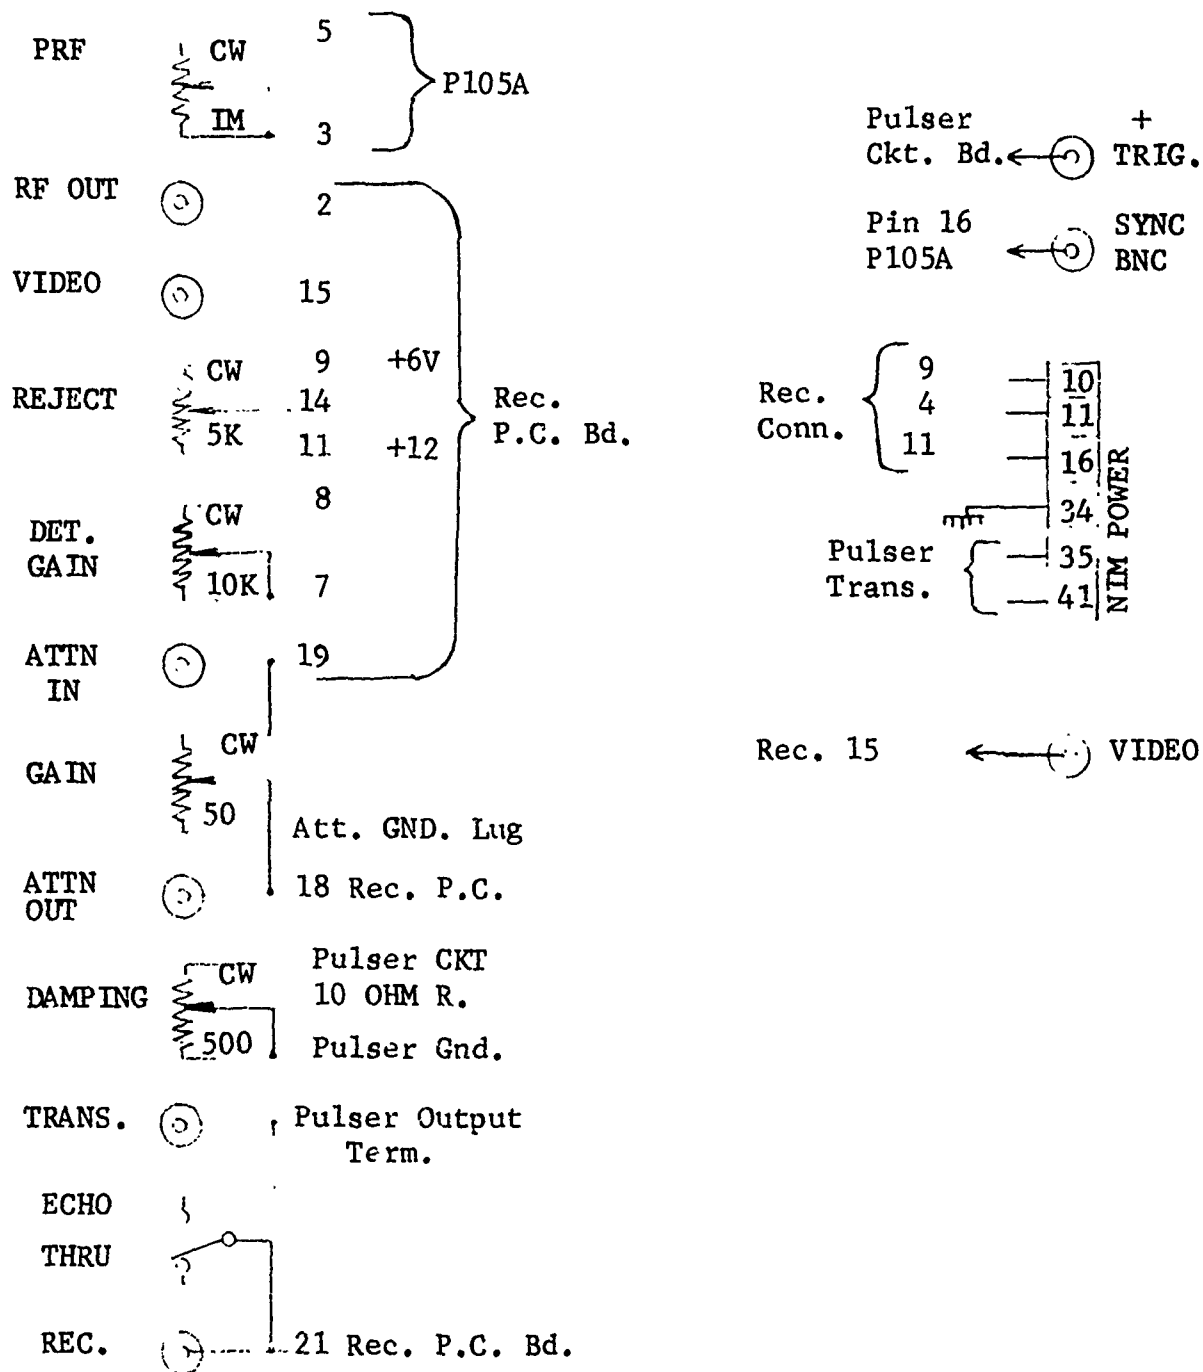 PRF
CW
IM
5
3
P105A
RF OUT
2
VIDEO
15
REJECT
CW
5K
9 +6V
14
11 +12
Rec.
P.C. Bd.
DET.
GAIN
CW
10K
8
7
ATTN
IN
19
GAIN
CW
50
Att. GND. Lug
ATTN
OUT
18 Rec. P.C.
DAMPING
CW
500
Pulser CKT
10 OHM R.
Pulser Gnd.
TRANS.
Pulser Output
Term.
ECHO
THRU
REC.
21 Rec. P.C. Bd.
Pulser
Ckt. Bd.
+
TRIG.
Pin 16
P105A
SYNC
BNC
Rec.
Conn.
9
4
11
10
11
16
34
35
41
NIM POWER
Pulser
Trans.
Rec. 15
VIDEO